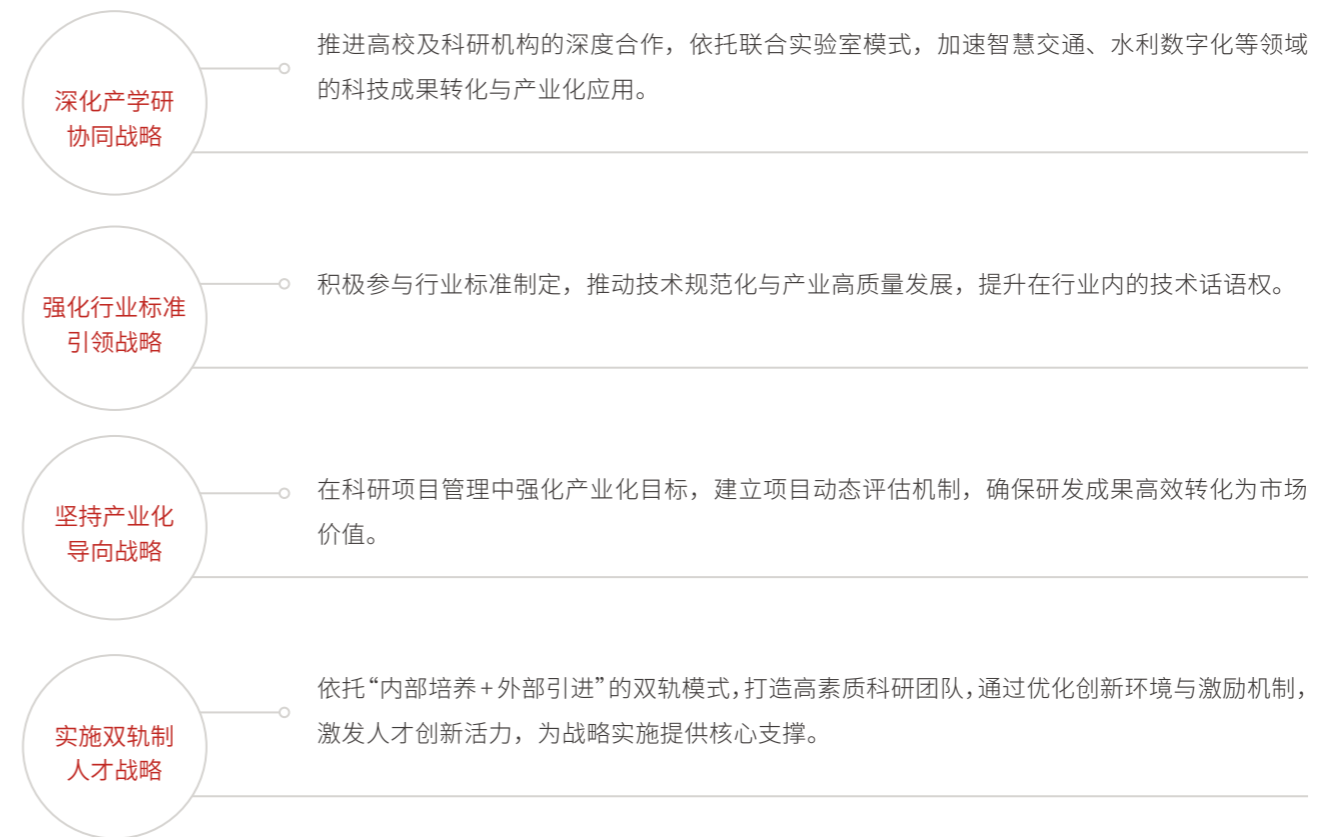 深化产学研
协同战略
推进高校及科研机构的深度合作，依托联合实验室模式，加速智慧交通、水利数字化等领域
的科技成果转化与产业化应用。
强化行业标准
引领战略
积极参与行业标准制定，推动技术规范化与产业高质量发展，提升在行业内的技术话语权。
坚持产业化
导向战略
在科研项目管理中强化产业化目标，建立项目动态评估机制，确保研发成果高效转化为市场
价值。
实施双轨制
人才战略
依托“内部培养+外部引进”的双轨模式，打造高素质科研团队，通过优化创新环境与激励机制，
激发人才创新活力，为战略实施提供核心支撑。